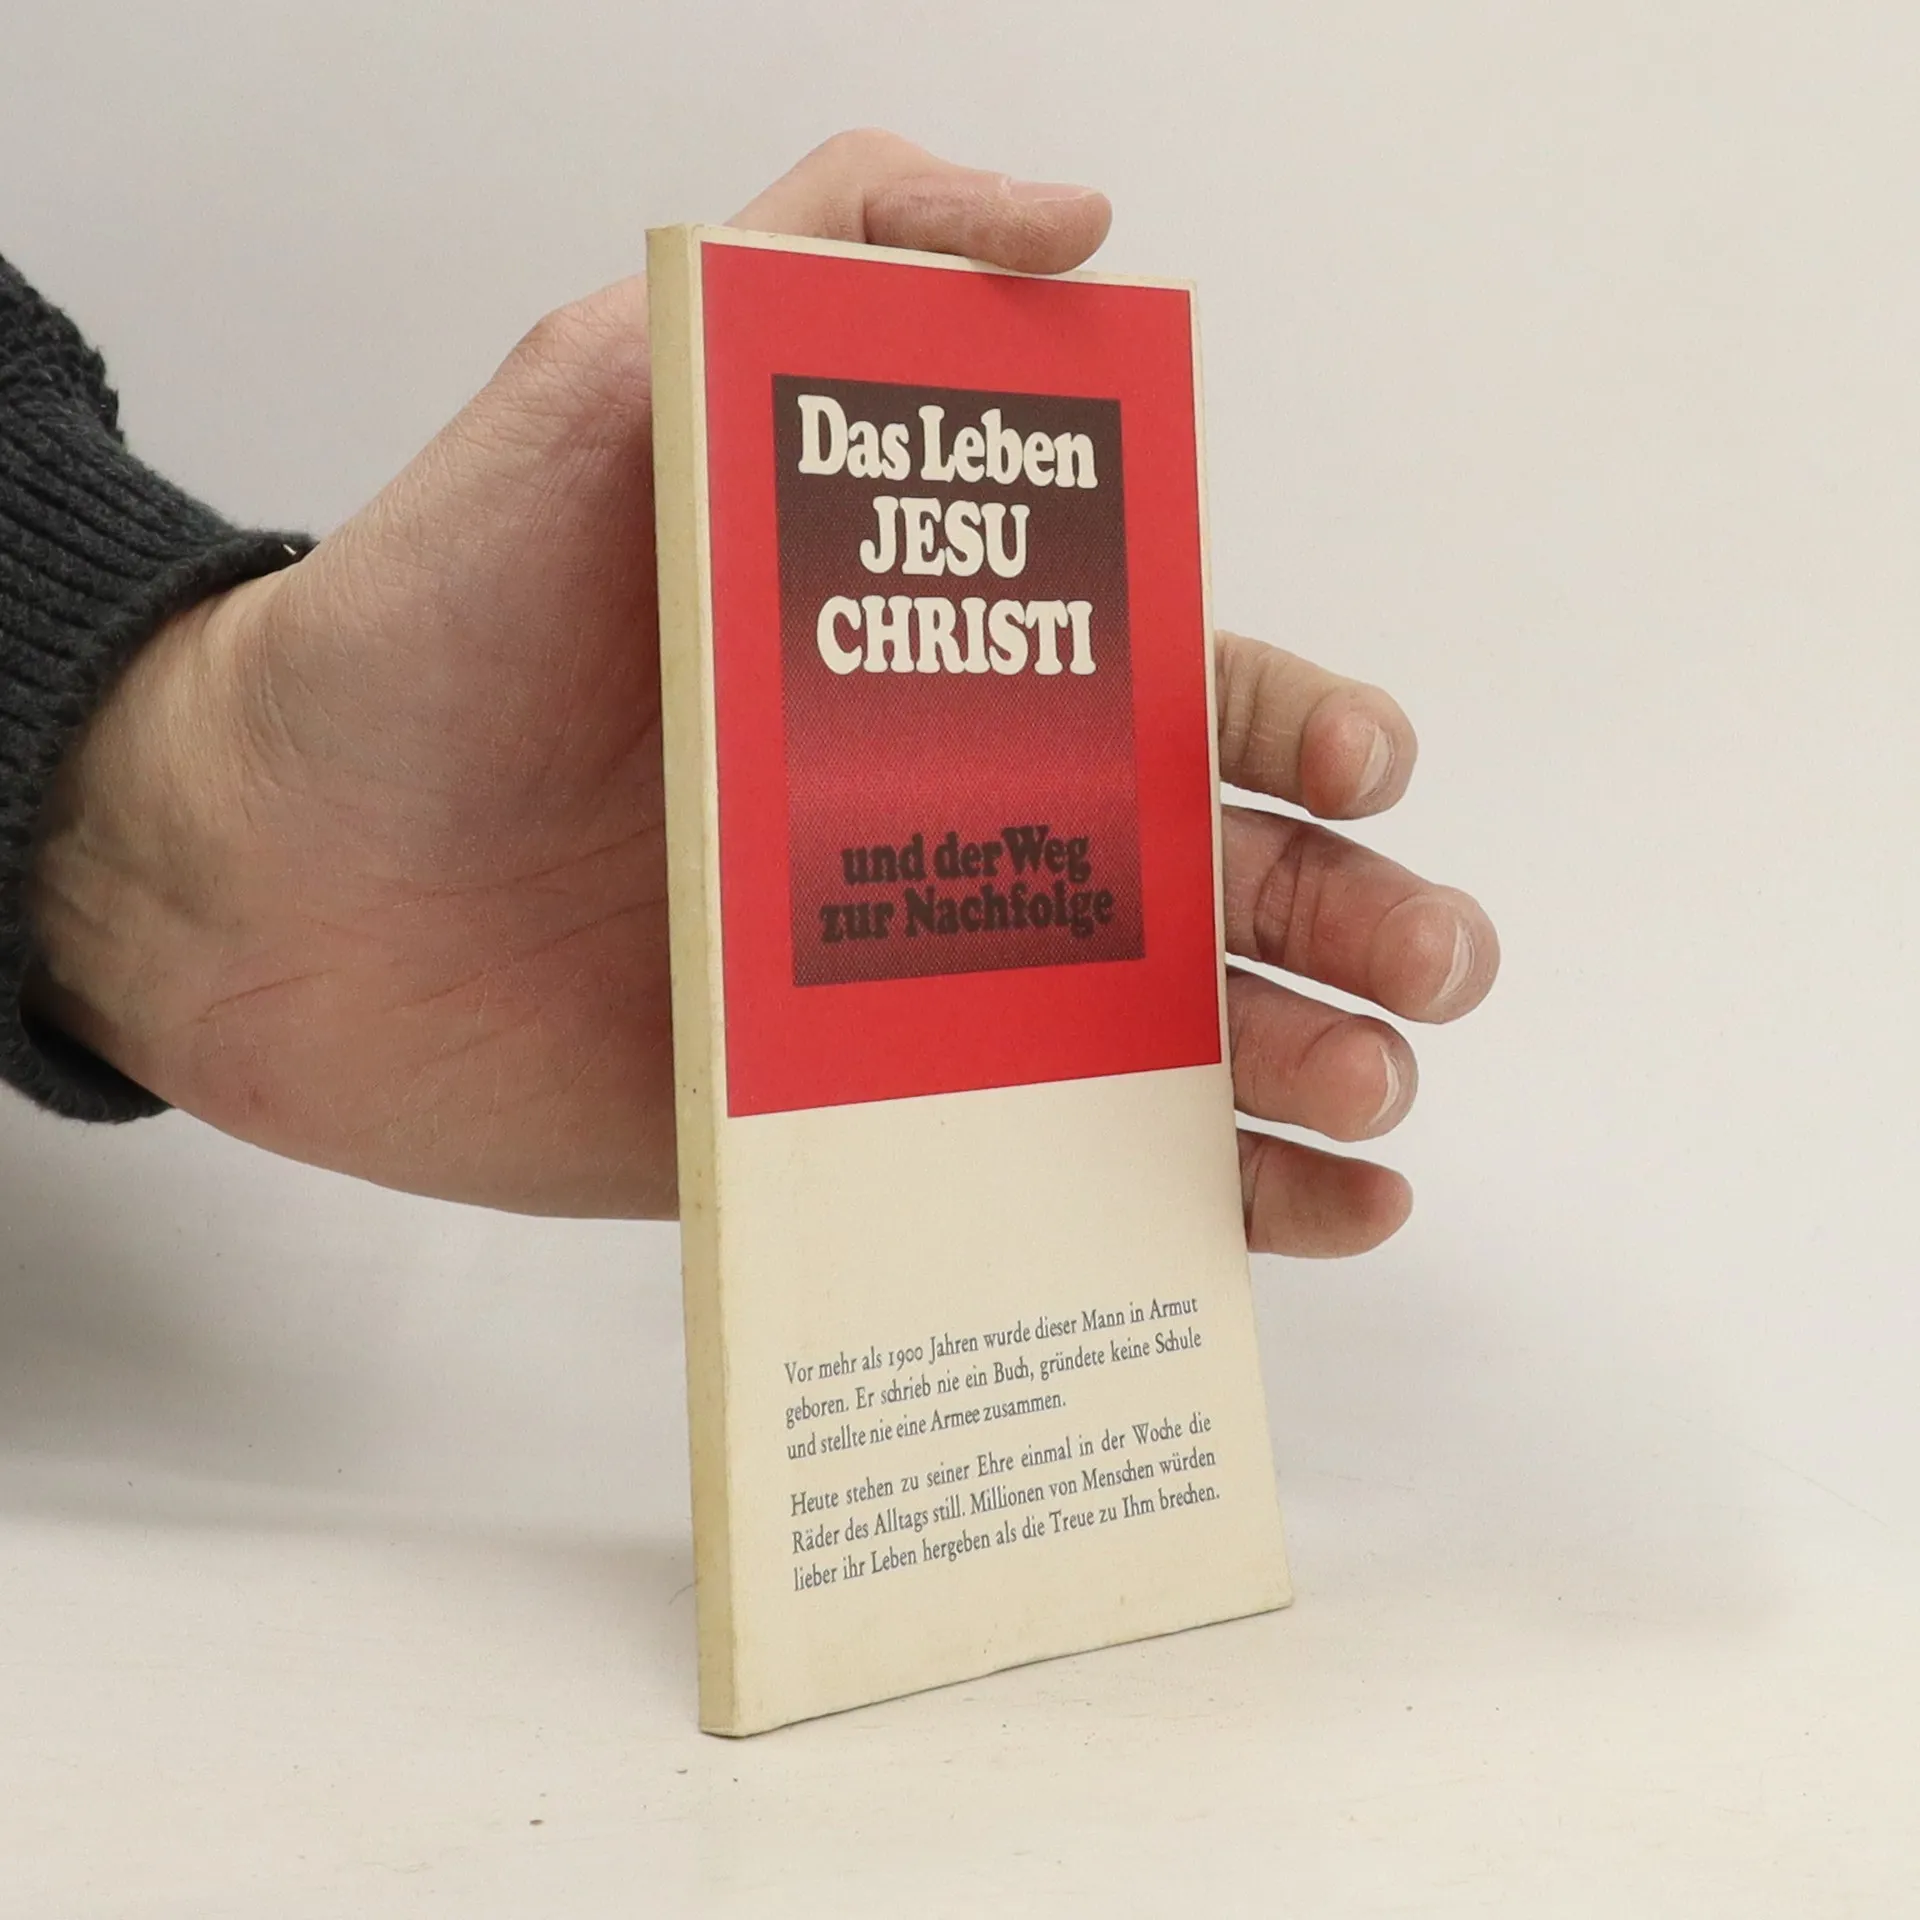 Das Leben
JESU
CHRISTI
und der Weg
zur Nachfolge
Vor mehr als 1900 Jahren wurde dieser Mann in Armut
geboren. Er schrieb nie ein Buch, gründete keine Schule
und stellte nie eine Armee zusammen.
Heute stehen zu seiner Ehre einmal in der Woche die
Räder des Alltags still. Millionen von Menschen würden
lieber ihr Leben hergeben als die Treue zu Ihm brechen.